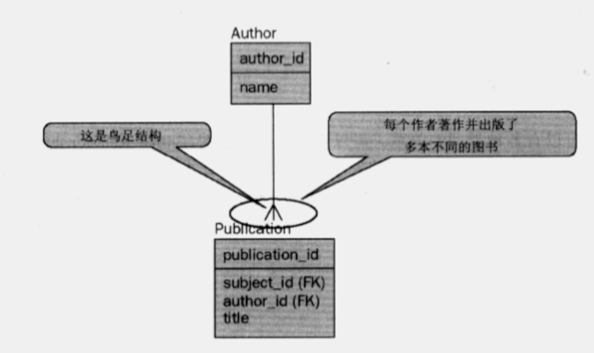 Author
author_id
name
这是鸟足结构
每个作者著作并出版了
多本不同的图书
Publication
publication_id
subject_id (FK)
author_id (FK)
title